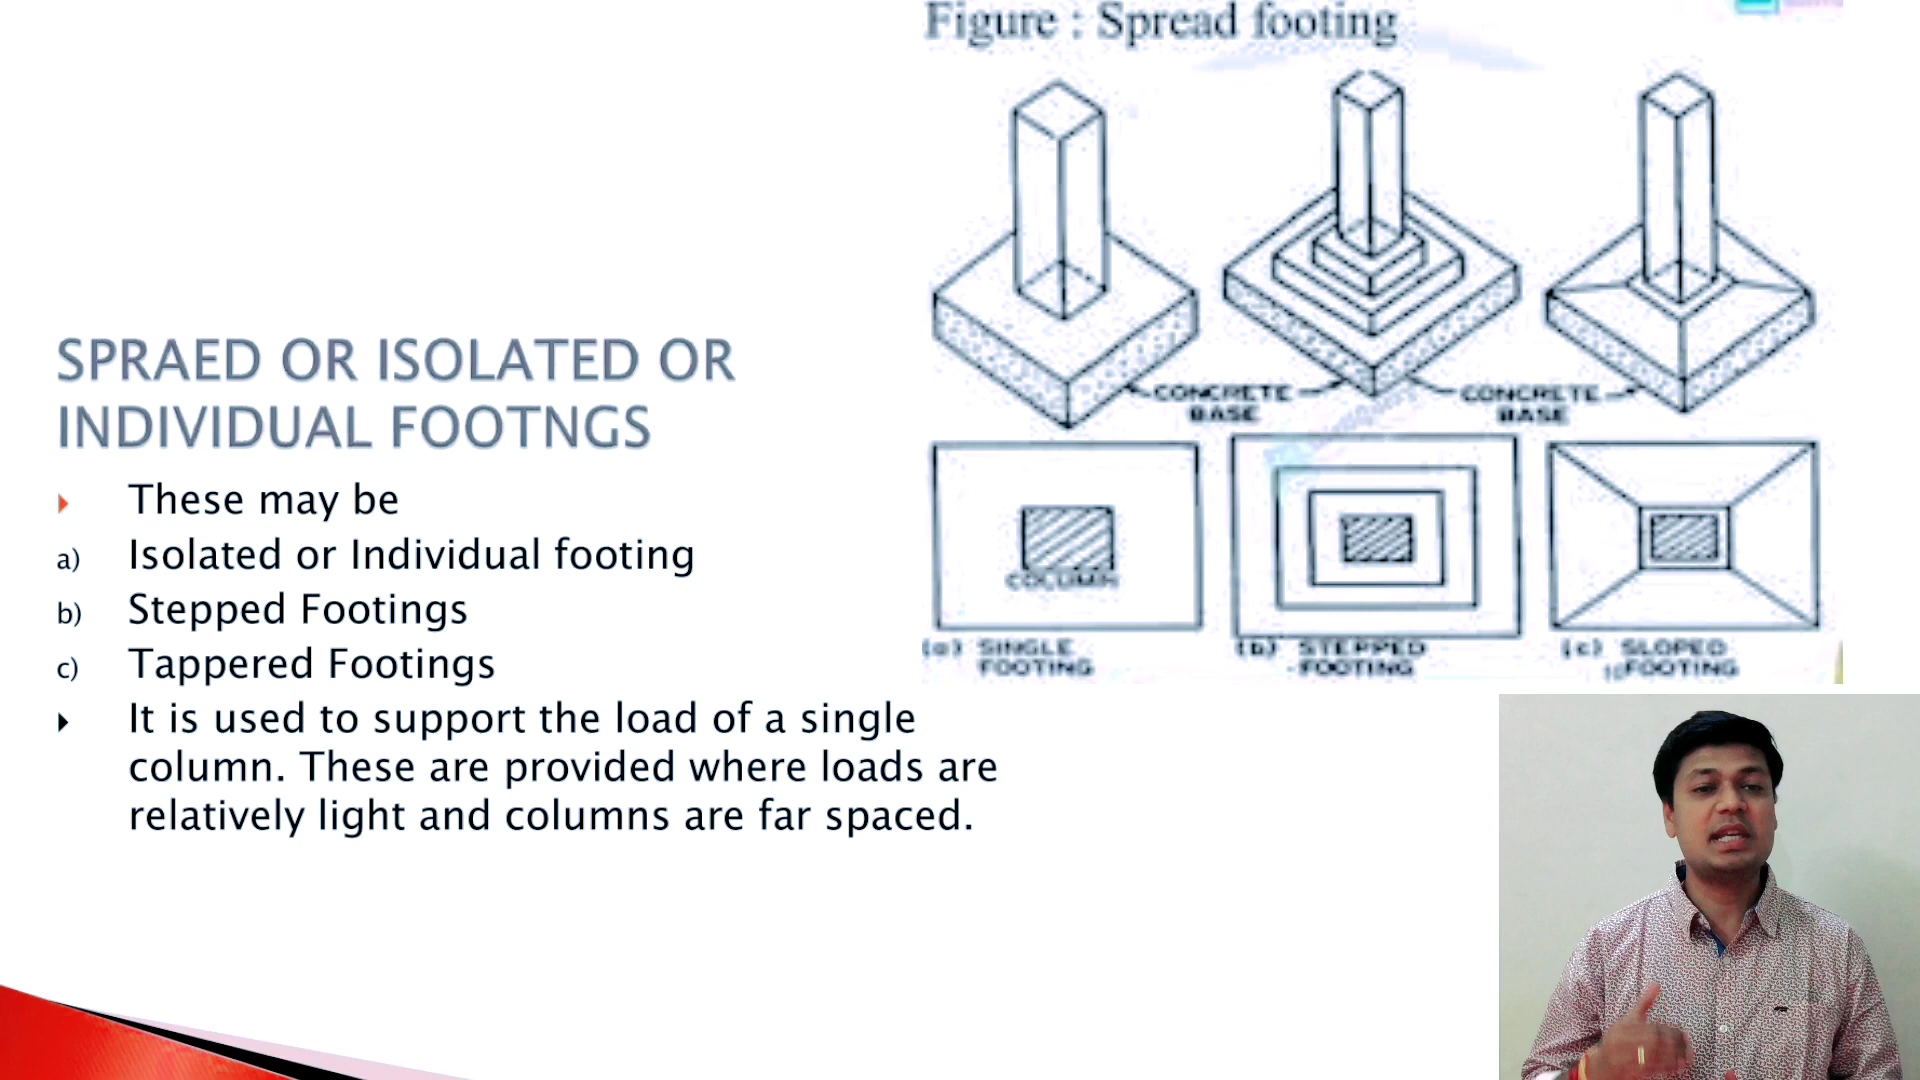 Figure : Spread footing
CONCRETE BASE
CONCRETE BASE
COLUMN
(a) SINGLE FOOTING
(b) STEPPED FOOTING
(c) SLOPED FOOTING
SPRAED OR ISOLATED OR
INDIVIDUAL FOOTNGS
These may be
a) Isolated or Individual footing
b) Stepped Footings
c) Tappered Footings
It is used to support the load of a single
column. These are provided where loads are
relatively light and columns are far spaced.